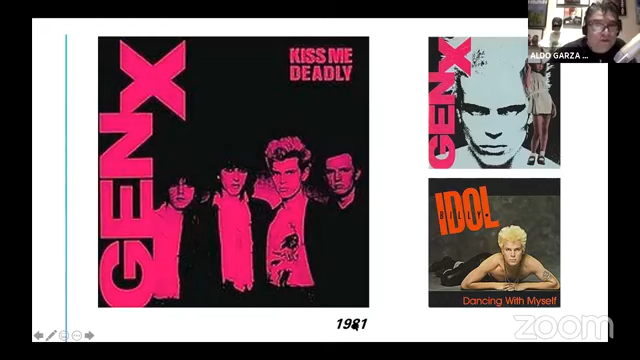 KISS ME
DEADLY
GEN X
GEN X
IDOL
BILLY
Dancing With Myself
1981
ALDO GARZA ...
zoom